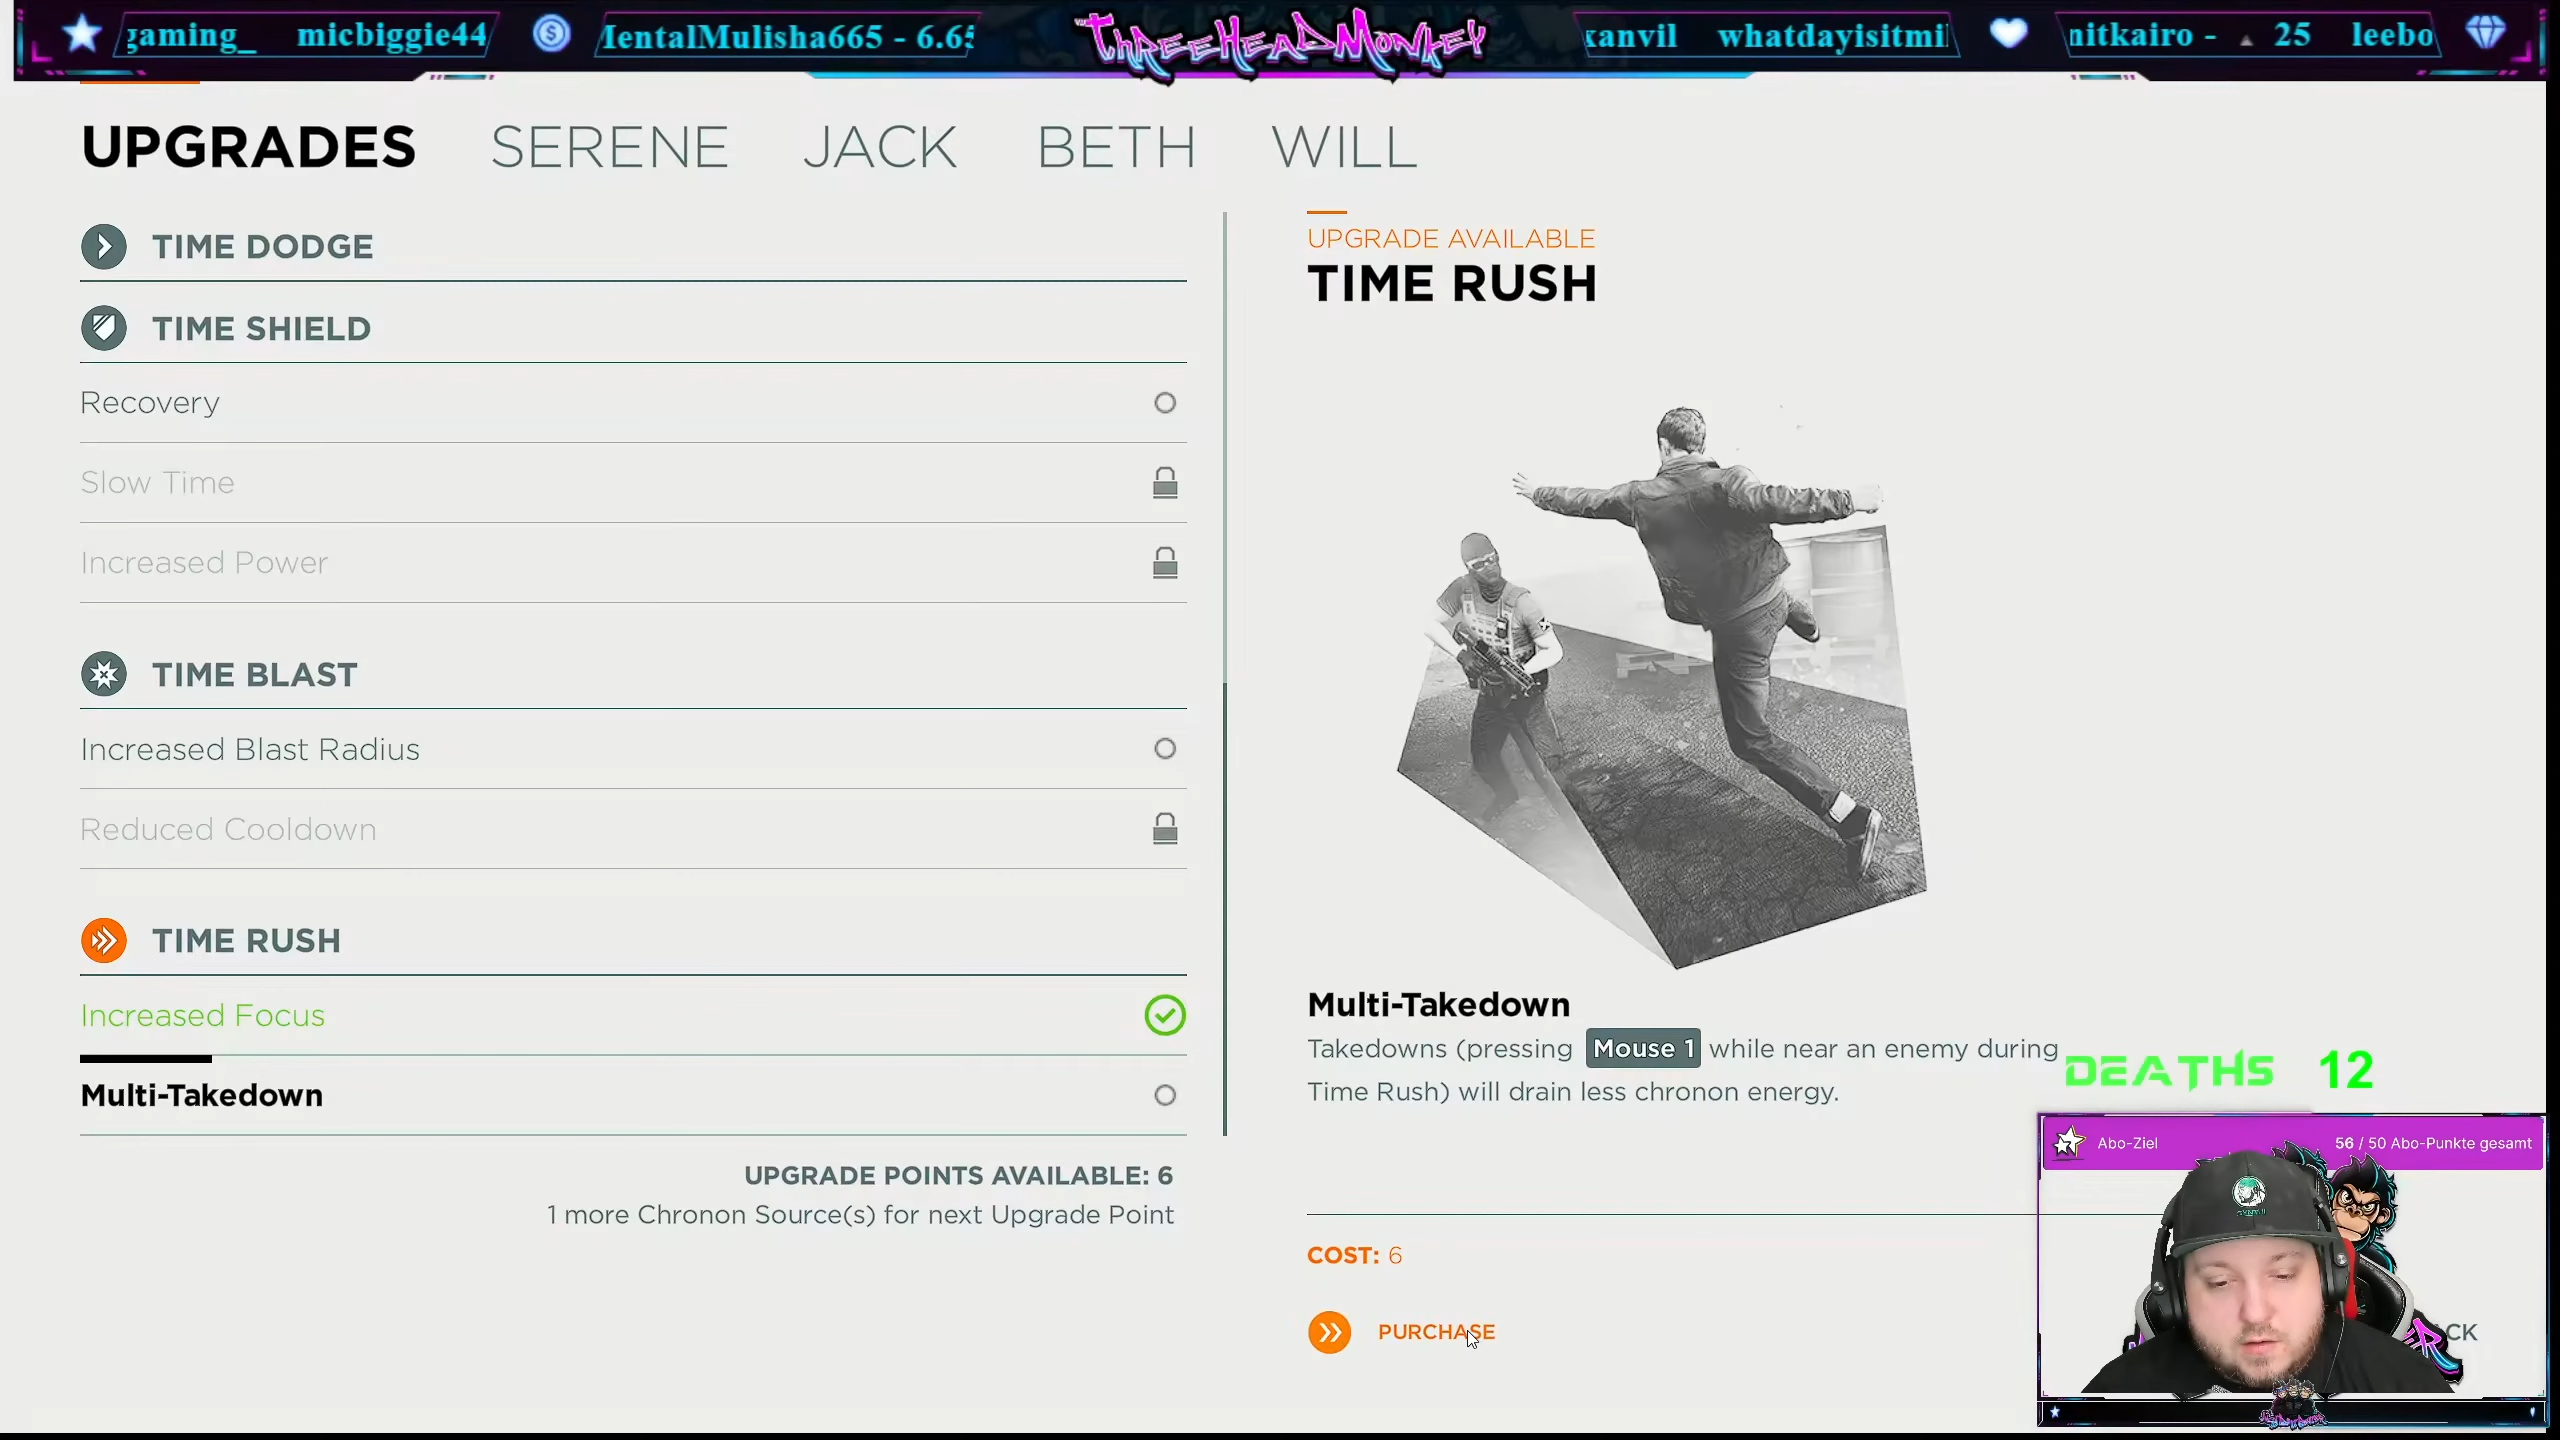 gaming_ micbiggie44
MentalMulisha665 - 6.65
THREEHEADMONKEY
xanvil whatdayisitmi
nitkairo - 25 leebo
UPGRADES SERENE JACK BETH WILL
TIME DODGE
TIME SHIELD
Recovery
Slow Time
Increased Power
TIME BLAST
Increased Blast Radius
Reduced Cooldown
TIME RUSH
Increased Focus
Multi-Takedown
UPGRADE POINTS AVAILABLE: 6
1 more Chronon Source(s) for next Upgrade Point
UPGRADE AVAILABLE
TIME RUSH
Multi-Takedown
Takedowns (pressing Mouse 1 while near an enemy during
Time Rush) will drain less chronon energy.
COST: 6
PURCHASE
DEATHS 12
Abo-Ziel 56 / 50 Abo-Punkte gesamt
CK